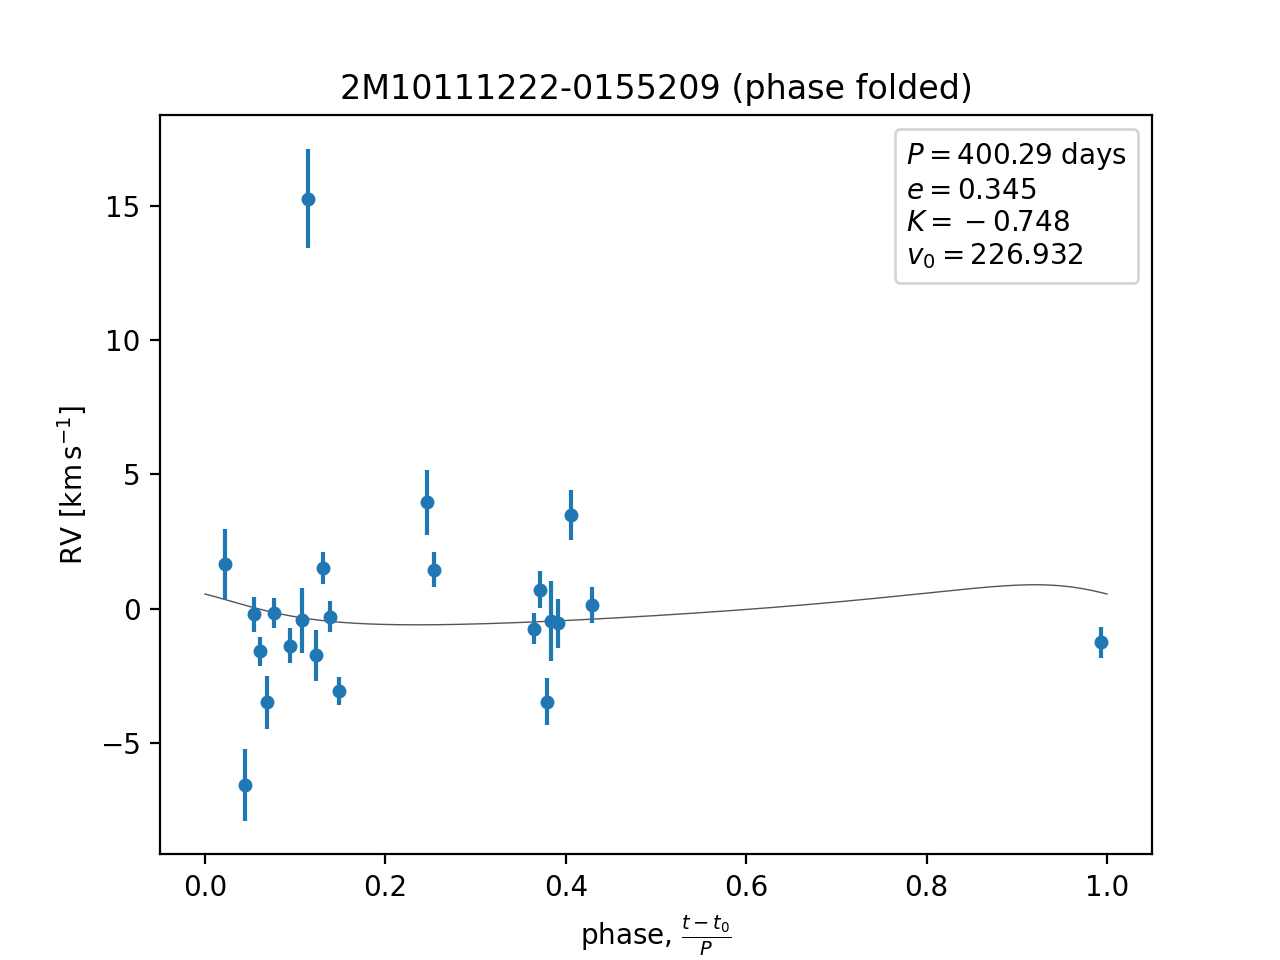 2M10111222-0155209 (phase folded)
P = 400.29 days
e = 0.345
K = −0.748
v₀ = 226.932
15
10
5
0
−5
RV [km s⁻¹]
0.0 0.2 0.4 0.6 0.8 1.0
phase, (t − t₀)/P